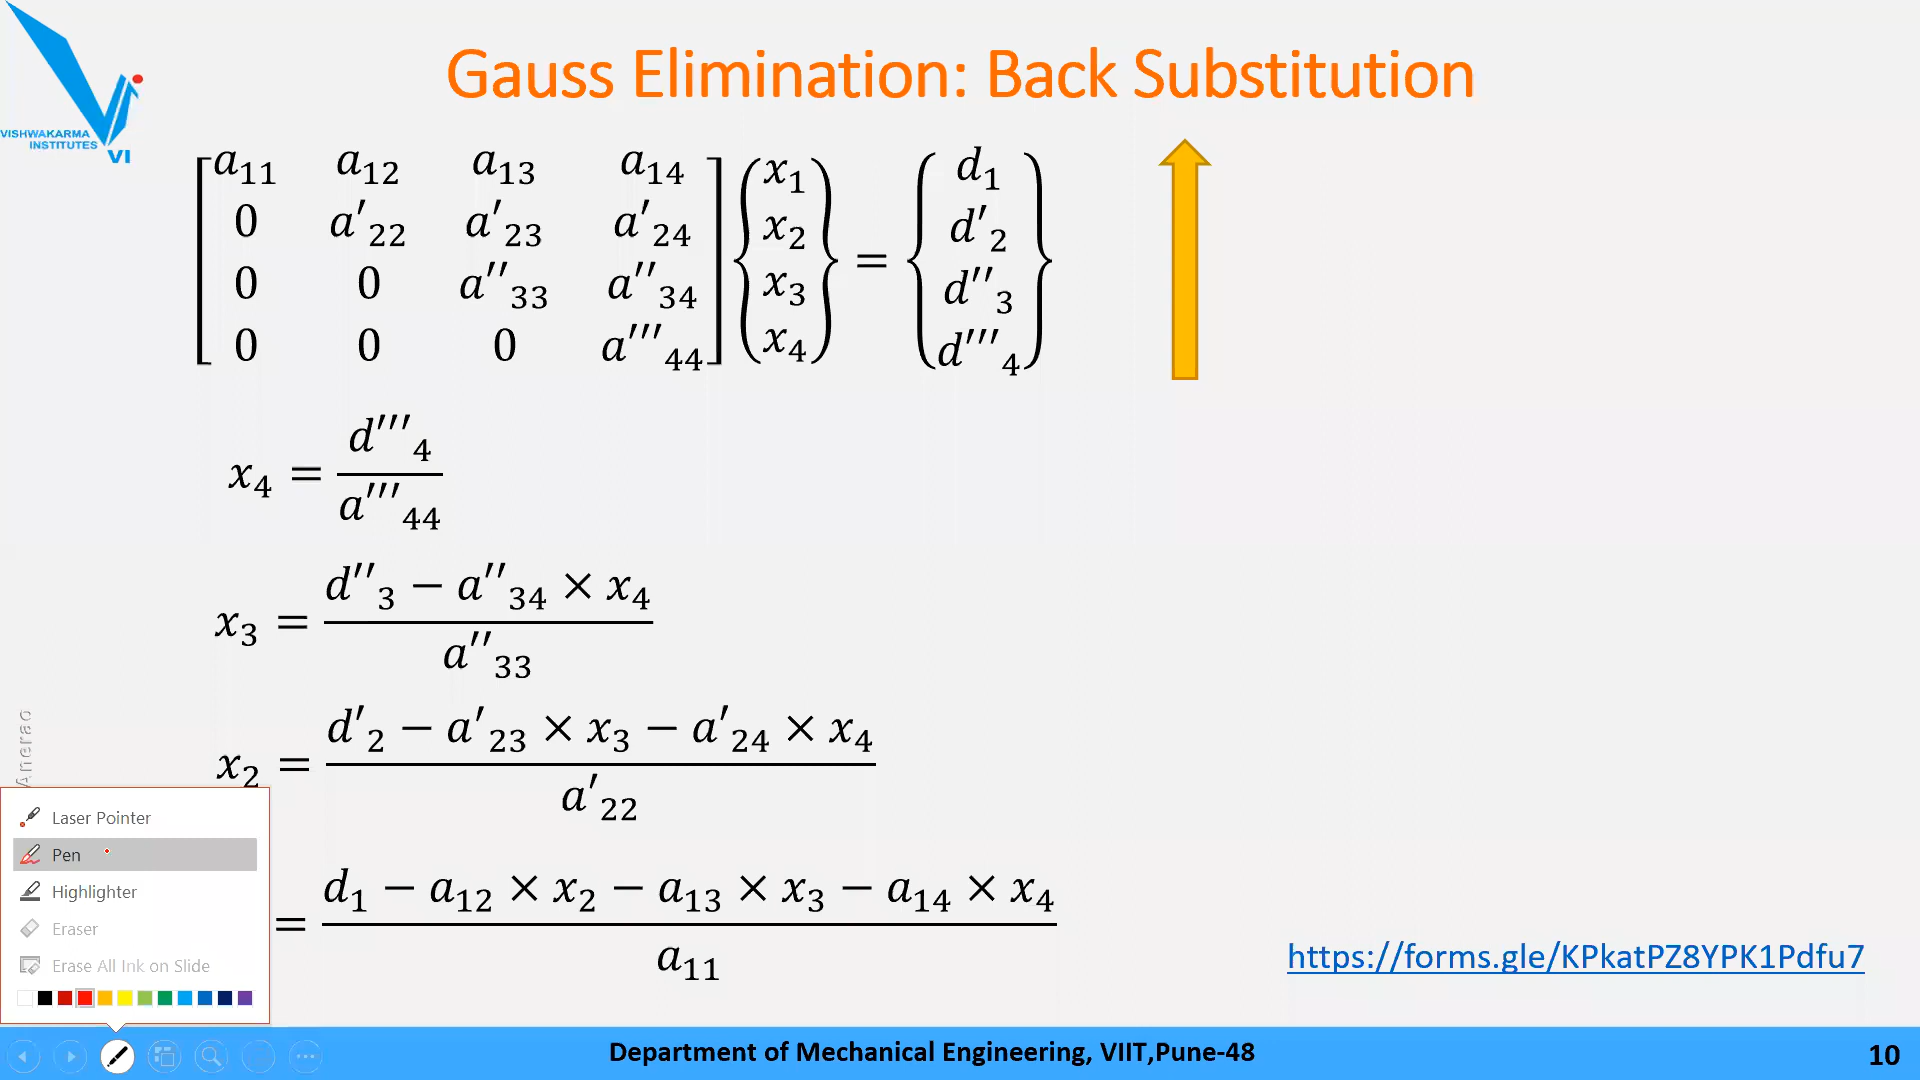 Gauss Elimination: Back Substitution
VISHWAKARMA
INSTITUTES
VI
a₁₁ a₁₂ a₁₃ a₁₄ x₁ d₁
0 a′₂₂ a′₂₃ a′₂₄ x₂ d′₂
0 0 a′′₃₃ a′′₃₄ x₃ = d′′₃
0 0 0 a′′′₄₄ x₄ d′′′₄
x₄ = d′′′₄ / a′′′₄₄
x₃ = (d′′₃ − a′′₃₄ × x₄) / a′′₃₃
x₂ = (d′₂ − a′₂₃ × x₃ − a′₂₄ × x₄) / a′₂₂
= (d₁ − a₁₂ × x₂ − a₁₃ × x₃ − a₁₄ × x₄) / a₁₁
Anerao
Laser Pointer
Pen
Highlighter
Eraser
Erase All Ink on Slide
https://forms.gle/KPkatPZ8YPK1Pdfu7
Department of Mechanical Engineering, VIIT,Pune-48
10